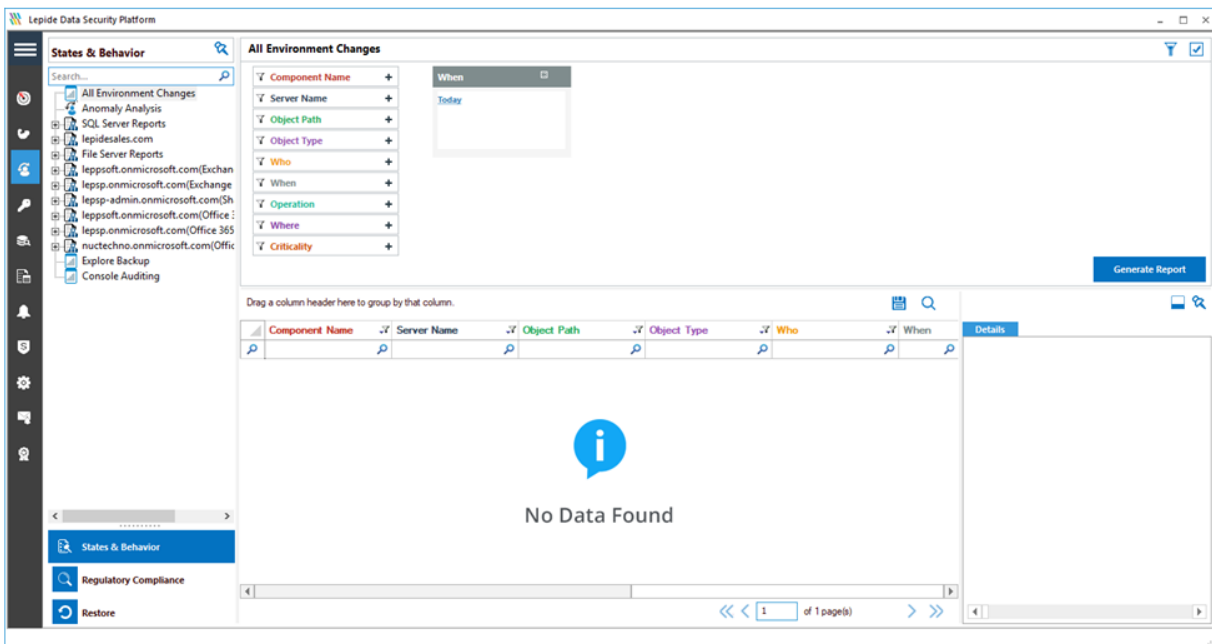 Lepide Data Security Platform
States & Behavior
Search...
All Environment Changes
Anomaly Analysis
SQL Server Reports
lepidesales.com
File Server Reports
leppsoft.onmicrosoft.com(Exchan
lepsp.onmicrosoft.com(Exchange
lepsp-admin.onmicrosoft.com(Sh
leppsoft.onmicrosoft.com(Office :
lepsp.onmicrosoft.com(Office 365
nuctechno.onmicrosoft.com(Offic
Explore Backup
Console Auditing
States & Behavior
Regulatory Compliance
Restore
All Environment Changes
Component Name +
Server Name +
Object Path +
Object Type +
Who +
When +
Operation +
Where +
Criticality +
When
Today
Generate Report
Drag a column header here to group by that column.
Component Name Server Name Object Path Object Type Who When
No Data Found
1 of 1 page(s)
Details